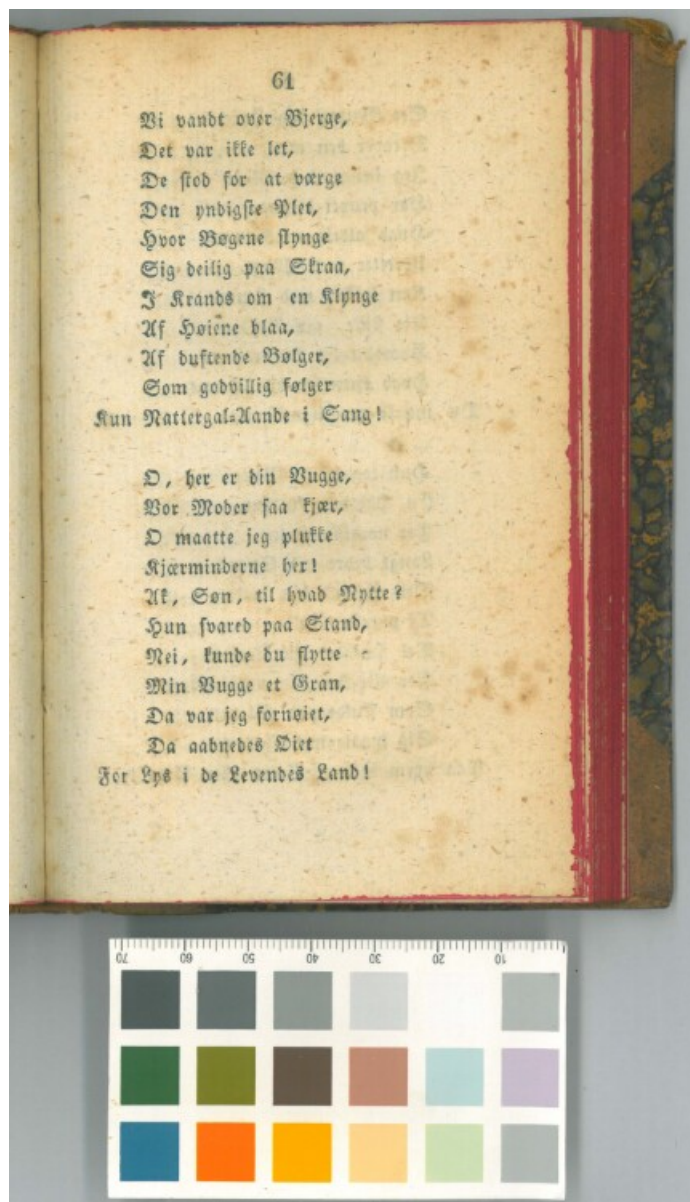 61
Vi vandt over Bjerge,
Det var ikke let,
De stod for at værge
Den yndigste Plet,
Hvor Bøgene slynge
Sig deilig paa Skraa,
I Krands om en Klynge
Af Høiene blaa,
Af duftende Bølger,
Som godvillig følger
Kun Nattergal-Aande i Sang!
O, her er din Vugge,
Vor Moder saa kjær,
O maatte jeg plukke
Kjærminderne her!
Ak, Søn, til hvad Nytte?
Hun svared paa Stand,
Nei, kunde du flytte -
Min Vugge et Gran,
Da var jeg fornøiet,
Da aabnedes Øiet
For Lys i de Levendes Land!
70 60 50 40 30 20 10